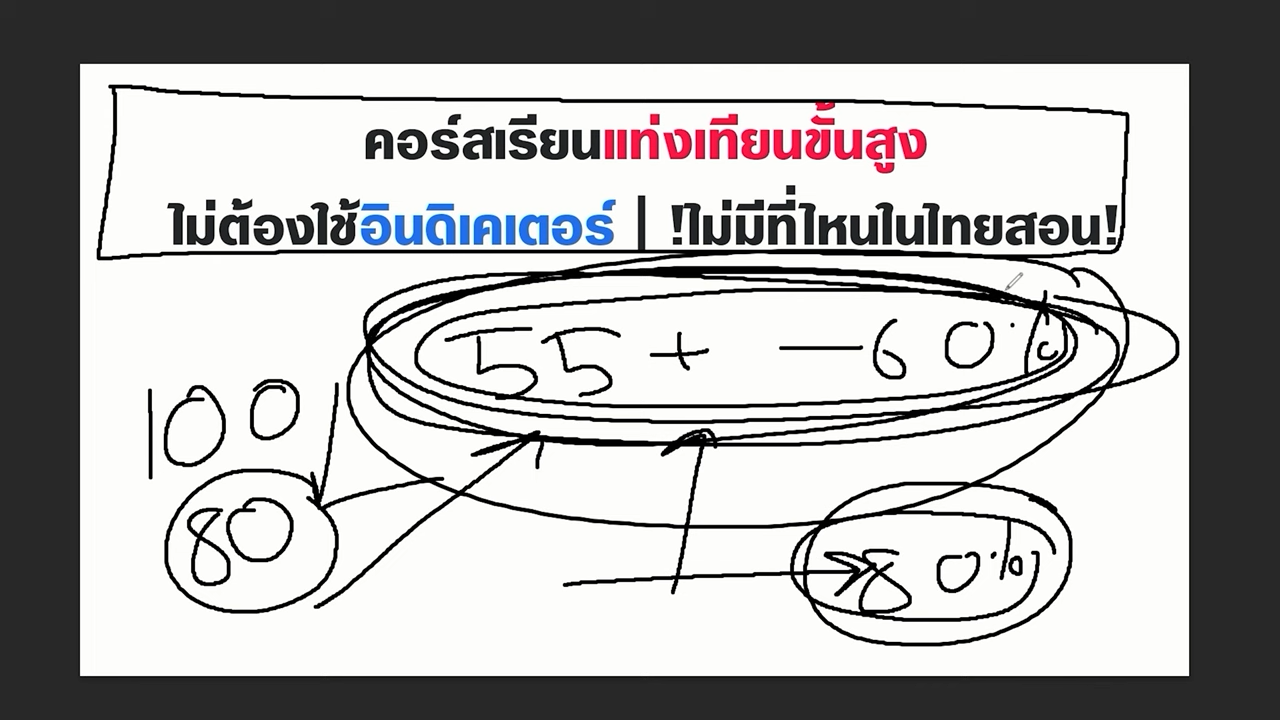 คอร์สเรียนแท่งเทียนขั้นสูง
ไม่ต้องใช้อินดิเคเตอร์ | !ไม่มีที่ไหนในไทยสอน!
55+ - 60%
100
80
80%